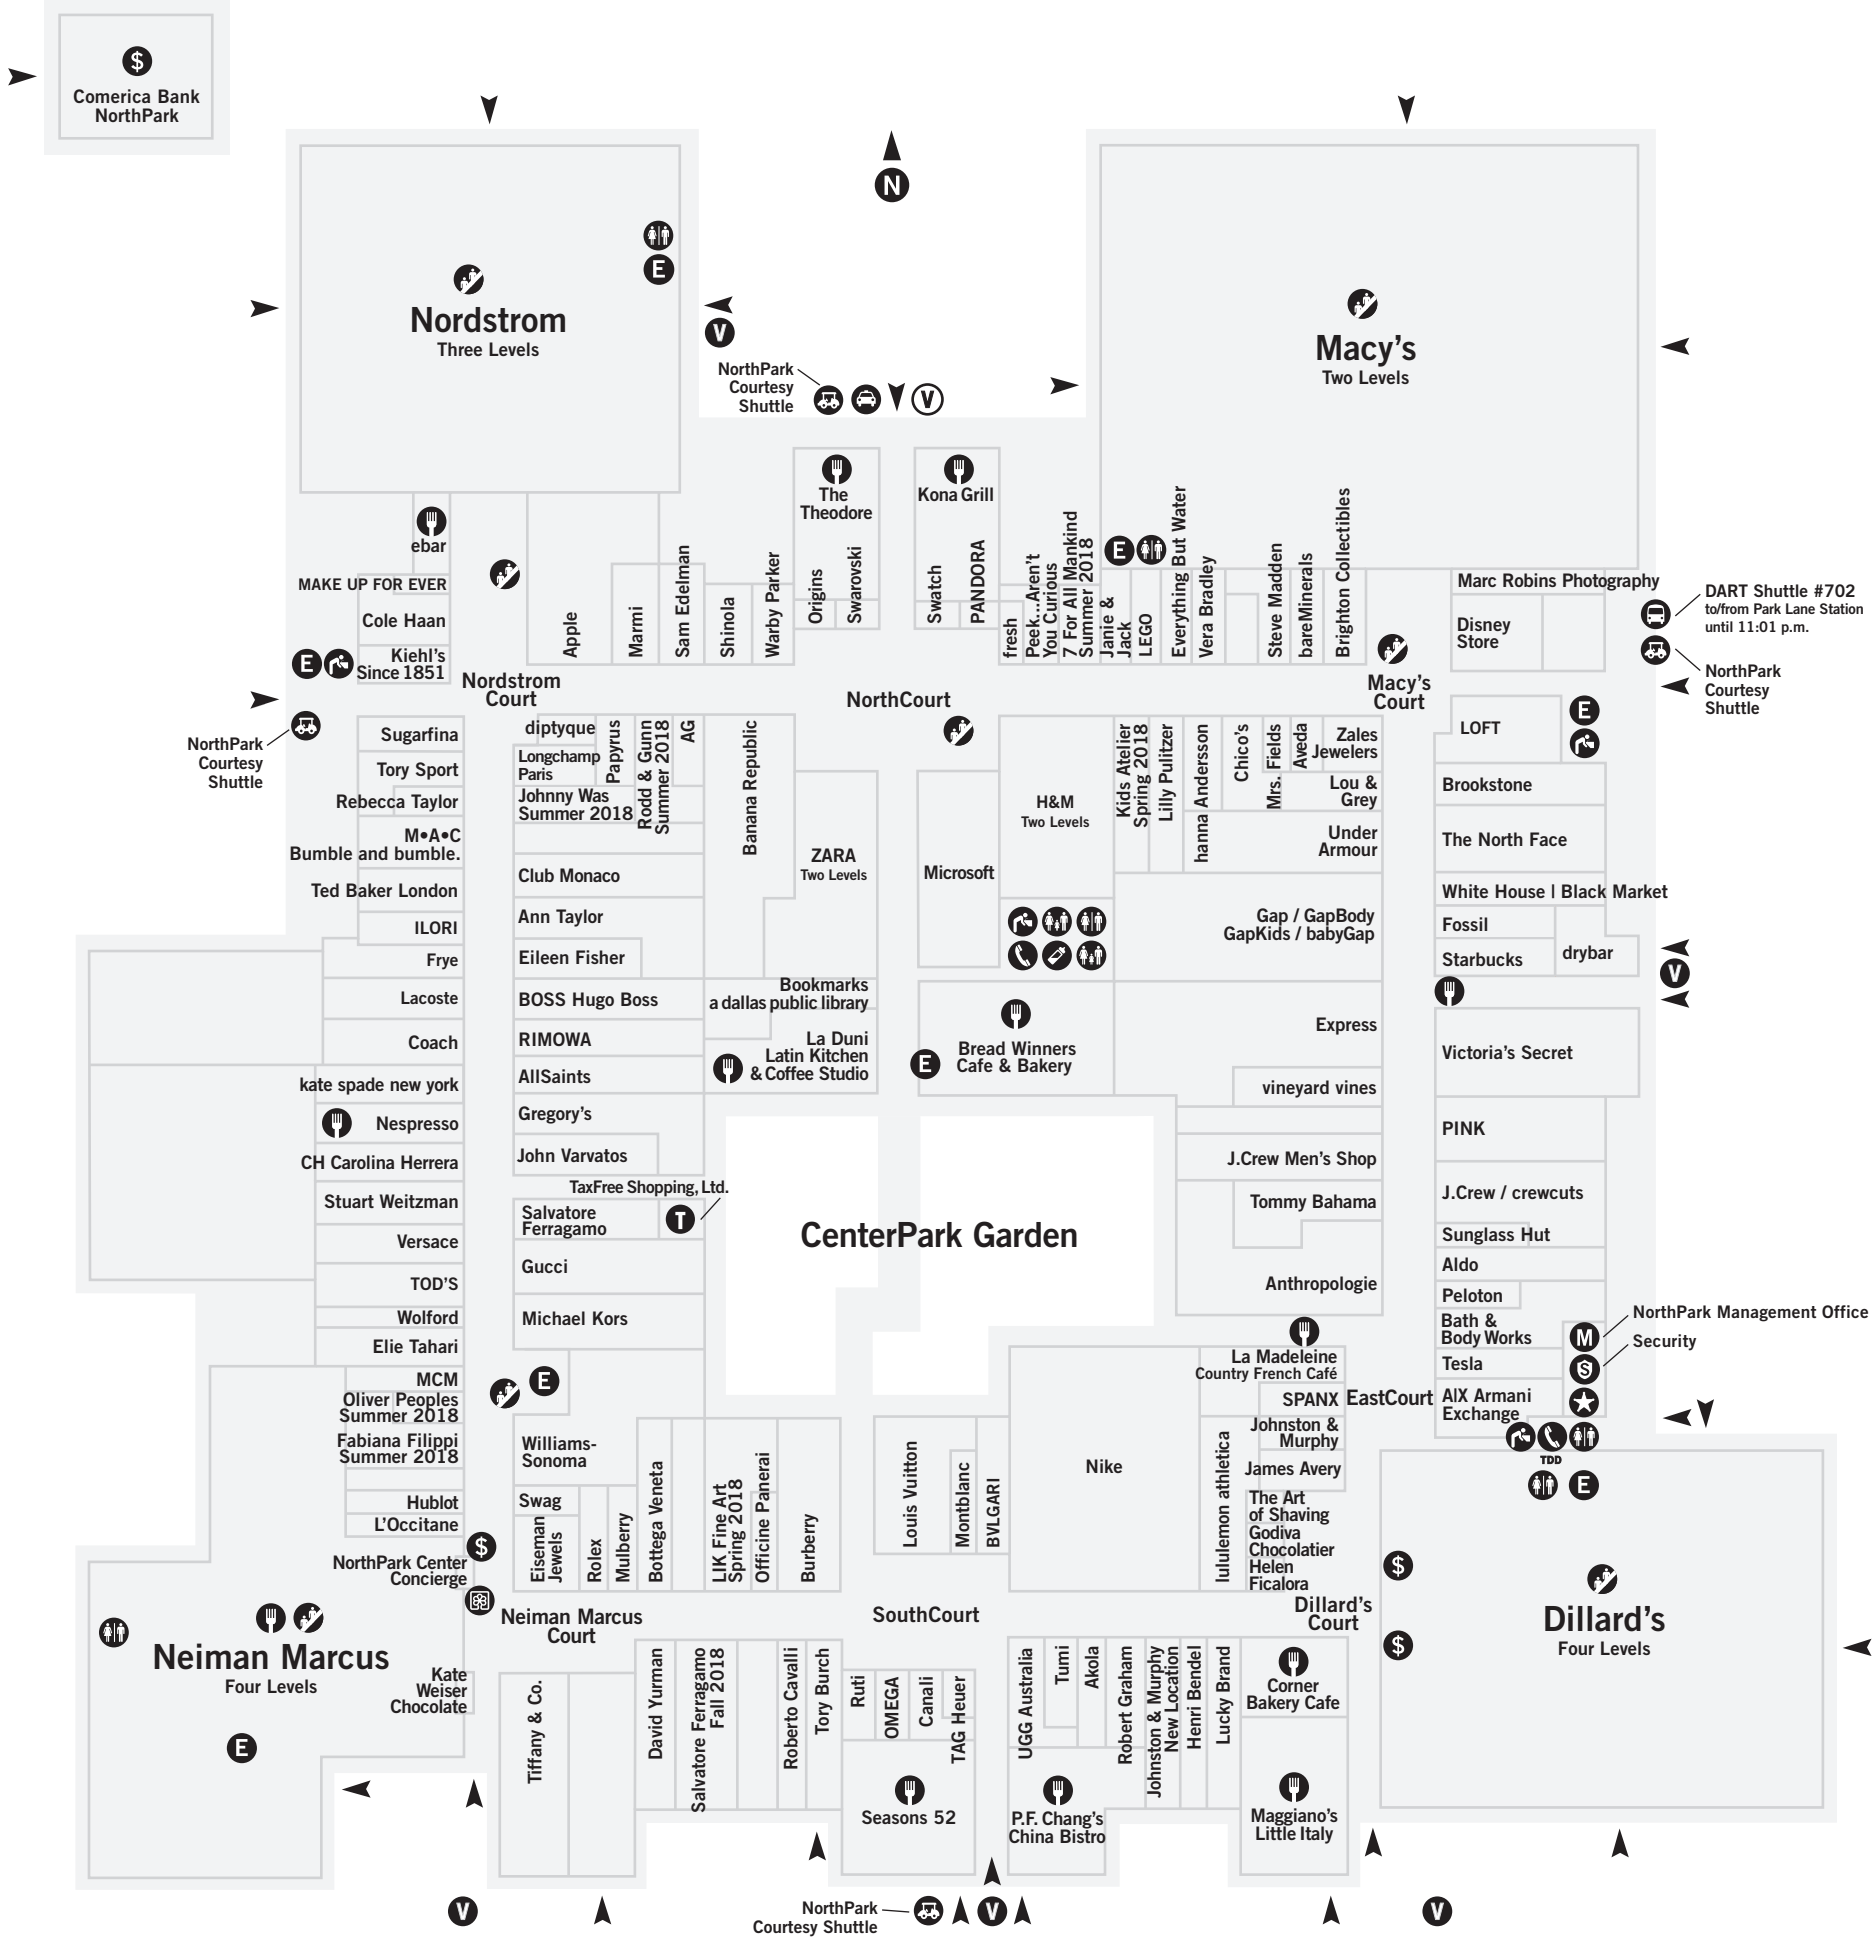 $
Comerica Bank
NorthPark
N
Nordstrom
Three Levels
E
V
NorthPark
Courtesy
Shuttle
V
Macy's
Two Levels
ebar
MAKE UP FOR EVER
Cole Haan
Kiehl's
Since 1851
E
Apple
Marmi
Sam Edelman
Shinola
Warby Parker
The
Theodore
Origins
Swarovski
Kona Grill
Swatch
PANDORA
fresh
Peek...Aren't
You Curious
7 For All Mankind
Summer 2018
Janie &
Jack
E
LEGO
Everything But Water
Vera Bradley
Steve Madden
bareMinerals
Brighton Collectibles
Marc Robins Photography
Disney
Store
DART Shuttle #702
to/from Park Lane Station
until 11:01 p.m.
NorthPark
Courtesy
Shuttle
Nordstrom
Court
NorthCourt
Macy's
Court
NorthPark
Courtesy
Shuttle
Sugarfina
Tory Sport
Rebecca Taylor
M•A•C
Bumble and bumble.
Ted Baker London
ILORI
Frye
Lacoste
Coach
kate spade new york
Nespresso
CH Carolina Herrera
Stuart Weitzman
Versace
TOD'S
Wolford
Elie Tahari
MCM
Oliver Peoples
Summer 2018
Fabiana Filippi
Summer 2018
Hublot
L'Occitane
$
NorthPark Center
Concierge
diptyque
Longchamp
Paris
Papyrus
Rodd & Gunn
Summer 2018
AG
Johnny Was
Summer 2018
Banana Republic
ZARA
Two Levels
Club Monaco
Ann Taylor
Eileen Fisher
BOSS Hugo Boss
RIMOWA
AllSaints
Gregory's
John Varvatos
Bookmarks
a dallas public library
La Duni
Latin Kitchen
& Coffee Studio
TaxFree Shopping, Ltd.
T
Salvatore
Ferragamo
Gucci
Michael Kors
E
Williams-
Sonoma
Swag
Eiseman
Jewels
Rolex
Mulberry
Bottega Veneta
LIK Fine Art
Spring 2018
Officine Panerai
Burberry
Microsoft
H&M
Two Levels
Kids Atelier
Spring 2018
Lilly Pulitzer
hanna Andersson
Chico's
Mrs. Fields
Aveda
Zales
Jewelers
Lou &
Grey
Under
Armour
Gap / GapBody
GapKids / babyGap
E
Bread Winners
Cafe & Bakery
Express
vineyard vines
J.Crew Men's Shop
Tommy Bahama
Anthropologie
CenterPark Garden
LOFT
E
Brookstone
The North Face
White House | Black Market
Fossil
Starbucks
drybar
V
Victoria's Secret
PINK
J.Crew / crewcuts
Sunglass Hut
Aldo
Peloton
Bath &
Body Works
Tesla
A|X Armani
Exchange
M
NorthPark Management Office
S
Security
TDD
E
EastCourt
La Madeleine
Country French Café
SPANX
Johnston &
Murphy
James Avery
The Art
of Shaving
Godiva
Chocolatier
Helen
Ficalora
lululemon athletica
Nike
Louis Vuitton
Montblanc
BVLGARI
Neiman Marcus
Court
SouthCourt
Dillard's
Court
$
$
Dillard's
Four Levels
Neiman Marcus
Four Levels
E
Kate
Weiser
Chocolate
Tiffany & Co.
David Yurman
Salvatore Ferragamo
Fall 2018
Roberto Cavalli
Tory Burch
Ruti
OMEGA
Canali
TAG Heuer
Seasons 52
UGG Australia
Tumi
Akola
Robert Graham
Johnston & Murphy
New Location
Henri Bendel
Lucky Brand
P.F. Chang's
China Bistro
Corner
Bakery Cafe
Maggiano's
Little Italy
V
NorthPark
Courtesy Shuttle
V
V